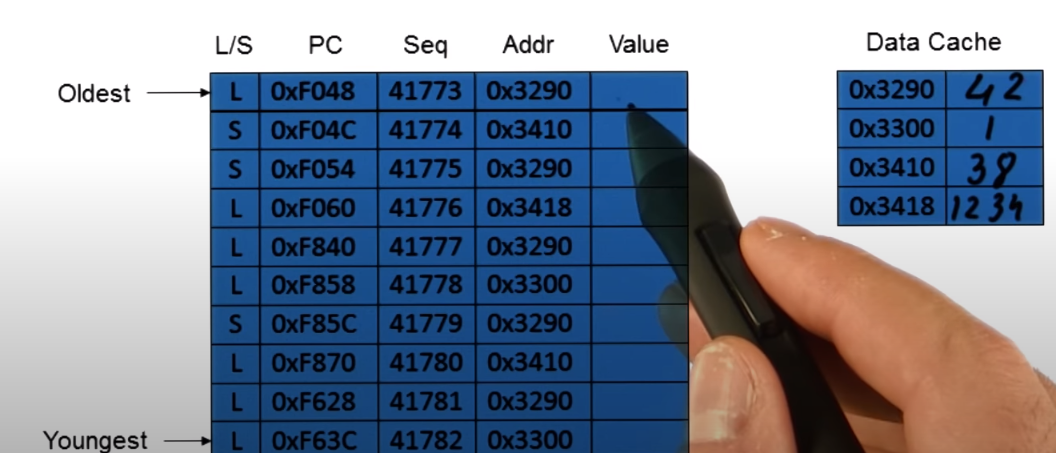 L/S PC Seq Addr Value
Data Cache
Oldest L 0xF048 41773 0x3290
S 0xF04C 41774 0x3410
S 0xF054 41775 0x3290
L 0xF060 41776 0x3418
L 0xF840 41777 0x3290
L 0xF858 41778 0x3300
S 0xF85C 41779 0x3290
L 0xF870 41780 0x3410
L 0xF628 41781 0x3290
Youngest L 0xF63C 41782 0x3300
0x3290 42
0x3300 1
0x3410 38
0x3418 1234